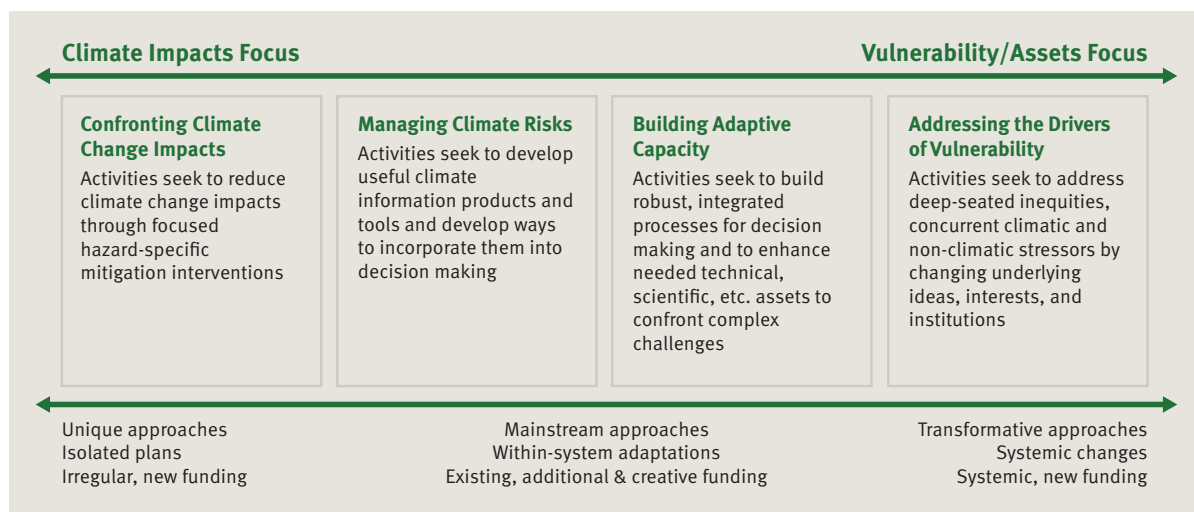 Climate Impacts Focus
Vulnerability/Assets Focus
Confronting Climate
Change Impacts
Activities seek to reduce
climate change impacts
through focused
hazard-specific
mitigation interventions
Managing Climate Risks
Activities seek to develop
useful climate
information products and
tools and develop ways
to incorporate them into
decision making
Building Adaptive
Capacity
Activities seek to build
robust, integrated
processes for decision
making and to enhance
needed technical,
scientific, etc. assets to
confront complex
challenges
Addressing the Drivers
of Vulnerability
Activities seek to address
deep-seated inequities,
concurrent climatic and
non-climatic stressors by
changing underlying
ideas, interests, and
institutions
Unique approaches
Isolated plans
Irregular, new funding
Mainstream approaches
Within-system adaptations
Existing, additional & creative funding
Transformative approaches
Systemic changes
Systemic, new funding